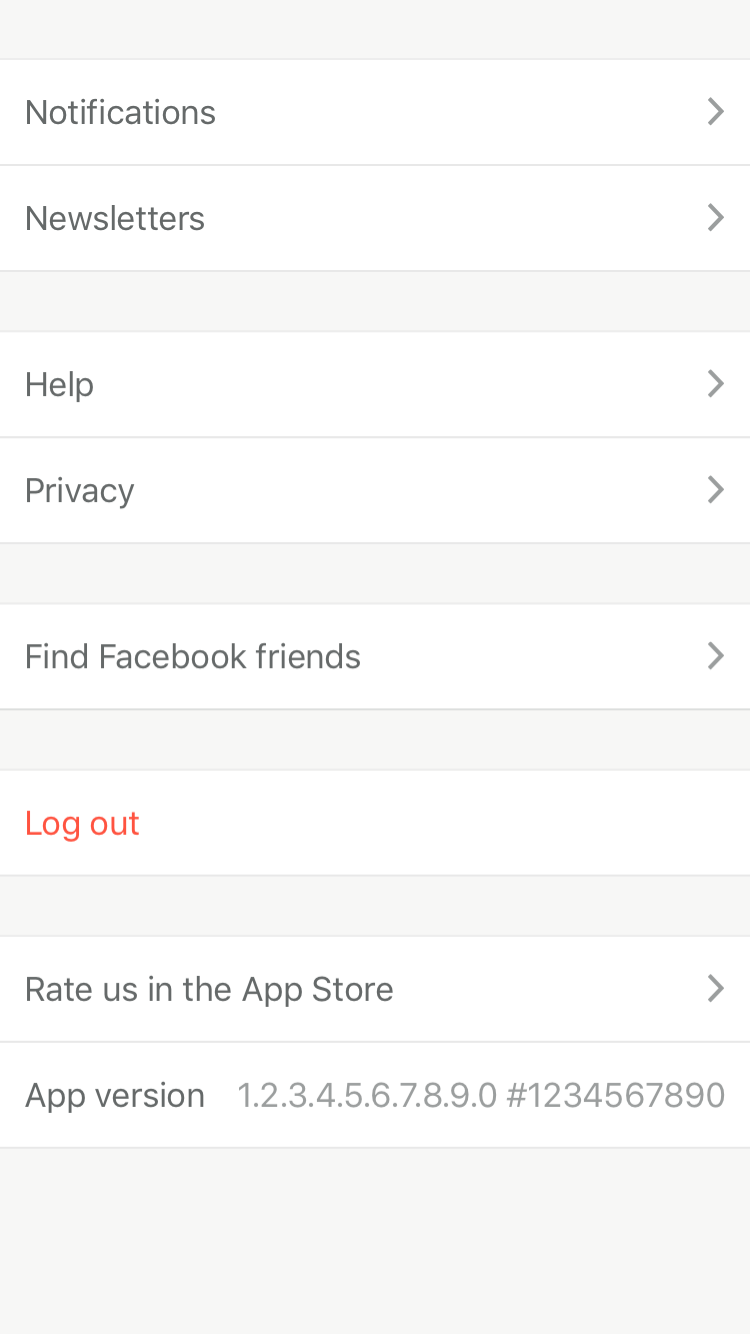 Notifications
Newsletters
Help
Privacy
Find Facebook friends
Log out
Rate us in the App Store
App version 1.2.3.4.5.6.7.8.9.0 #1234567890